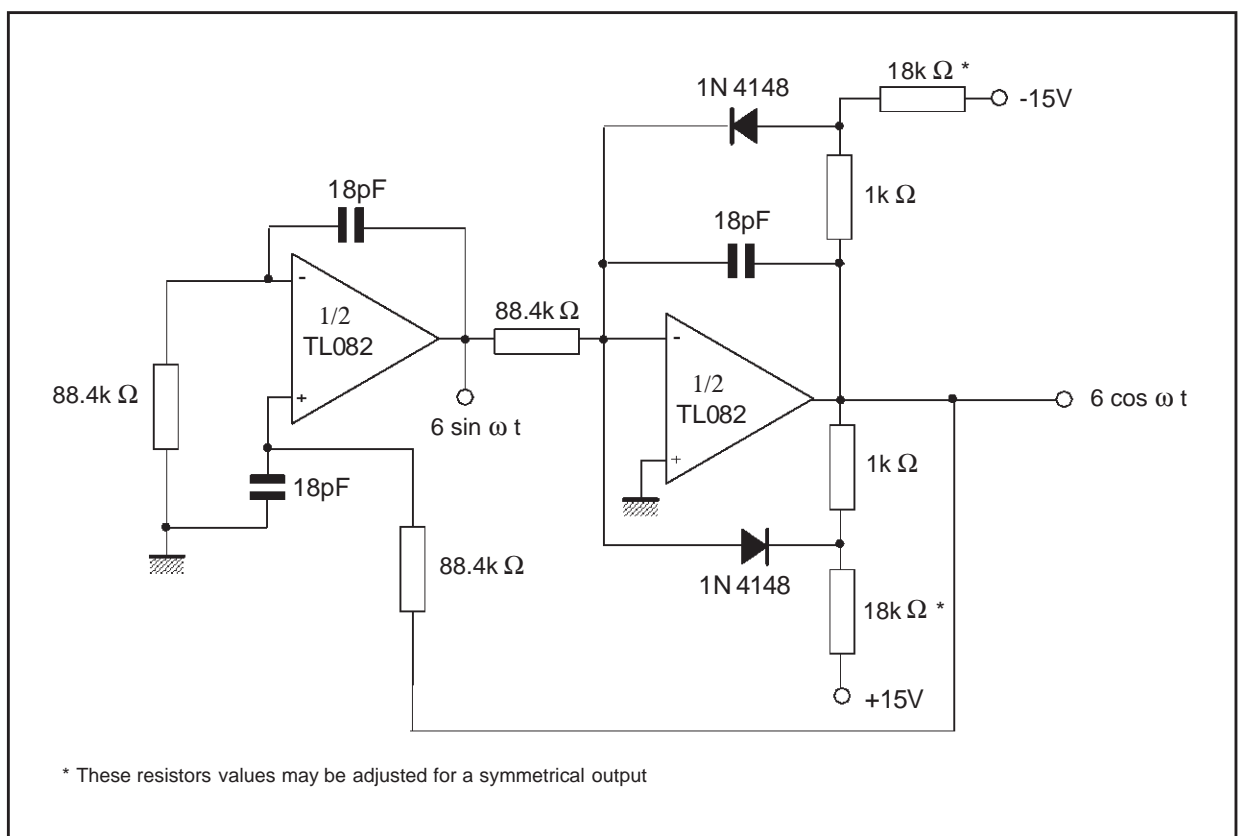 18k Ω *
1N 4148
-15V
1k Ω
18pF
18pF
-
1/2
TL082
+
88.4k Ω
88.4k Ω
-
1/2
TL082
+
6 sin ω t
6 cos ω t
18pF
1k Ω
88.4k Ω
1N 4148
18k Ω *
+15V
* These resistors values may be adjusted for a symmetrical output